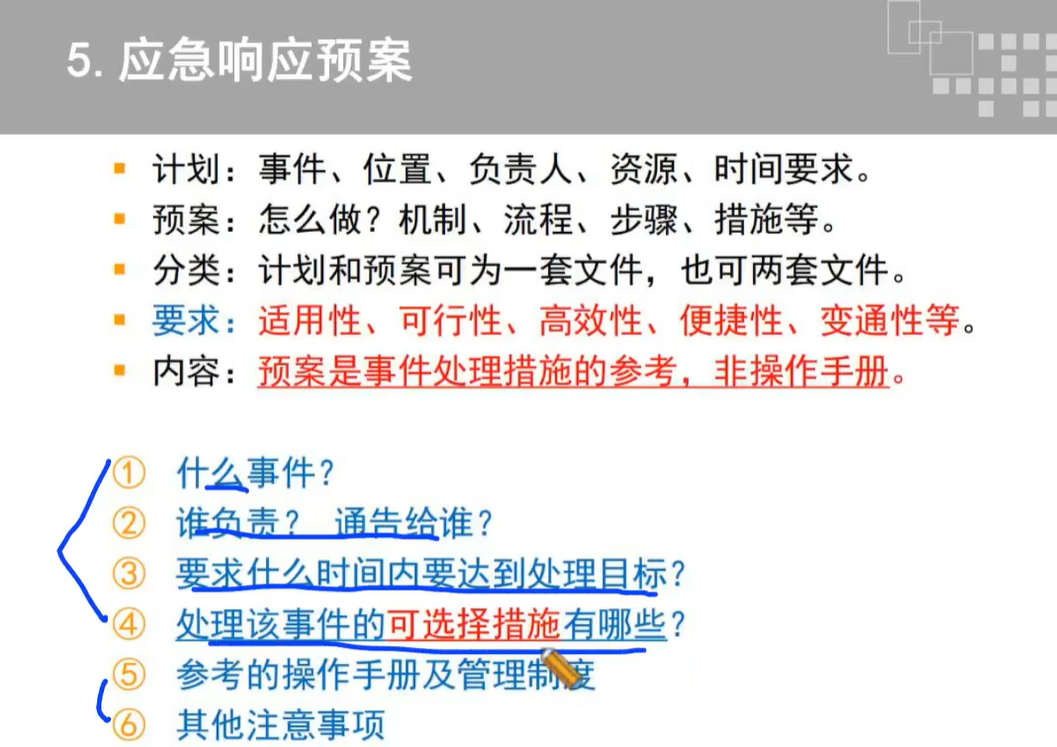 5. 应急响应预案
计划：事件、位置、负责人、资源、时间要求。
预案：怎么做？机制、流程、步骤、措施等。
分类：计划和预案可为一套文件，也可两套文件。
要求：适用性、可行性、高效性、便捷性、变通性等。
内容：预案是事件处理措施的参考，非操作手册。
① 什么事件？
② 谁负责？ 通告给谁？
③ 要求什么时间内要达到处理目标？
④ 处理该事件的可选择措施有哪些？
⑤ 参考的操作手册及管理制度
⑥ 其他注意事项